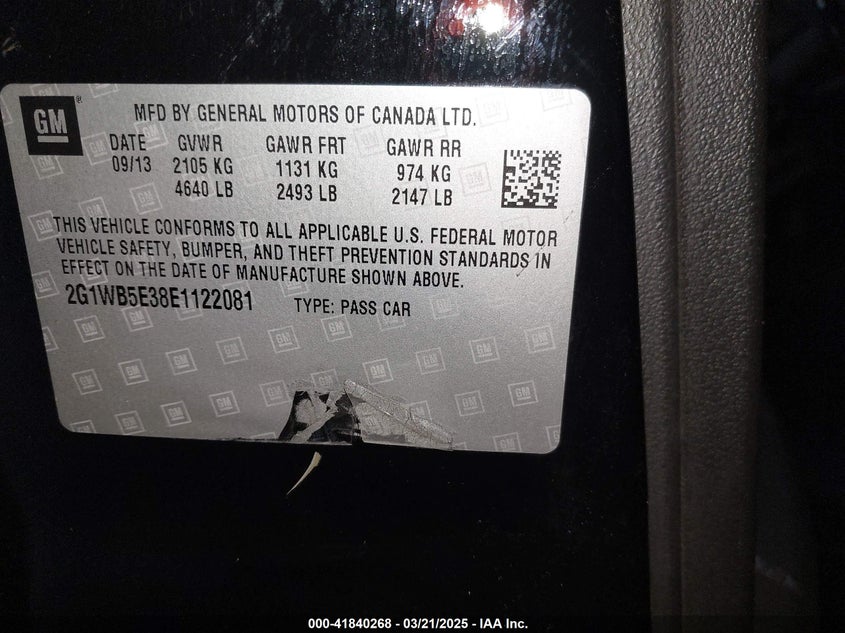 GM
MFD BY GENERAL MOTORS OF CANADA LTD.
DATE GVWR GAWR FRT GAWR RR
09/13 2105 KG 1131 KG 974 KG
4640 LB 2493 LB 2147 LB
THIS VEHICLE CONFORMS TO ALL APPLICABLE U.S. FEDERAL MOTOR
VEHICLE SAFETY, BUMPER, AND THEFT PREVENTION STANDARDS IN
EFFECT ON THE DATE OF MANUFACTURE SHOWN ABOVE.
2G1WB5E38E1122081 TYPE: PASS CAR
000-41840268 - 03/21/2025 - IAA Inc.